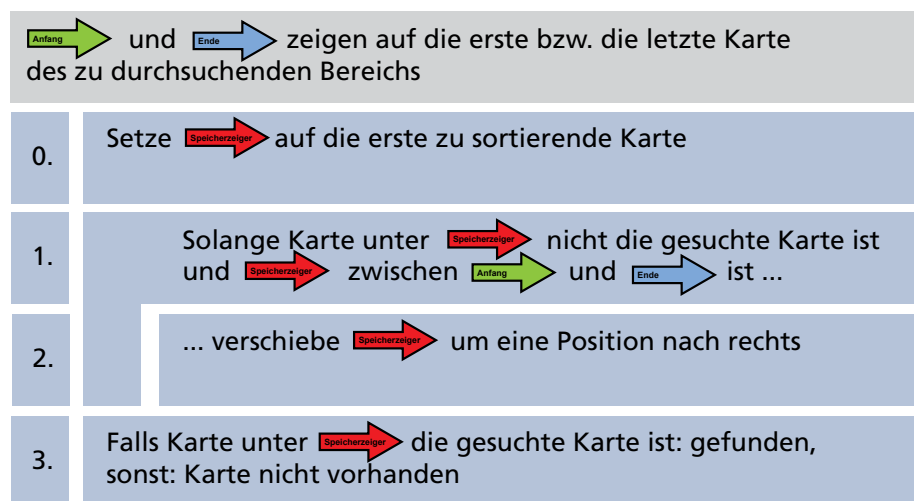 Anfang und Ende zeigen auf die erste bzw. die letzte Karte
des zu durchsuchenden Bereichs
0. Setze Speicherzeiger auf die erste zu sortierende Karte
1. Solange Karte unter Speicherzeiger nicht die gesuchte Karte ist
und Speicherzeiger zwischen Anfang und Ende ist ...
2. ... verschiebe Speicherzeiger um eine Position nach rechts
3. Falls Karte unter Speicherzeiger die gesuchte Karte ist: gefunden,
sonst: Karte nicht vorhanden